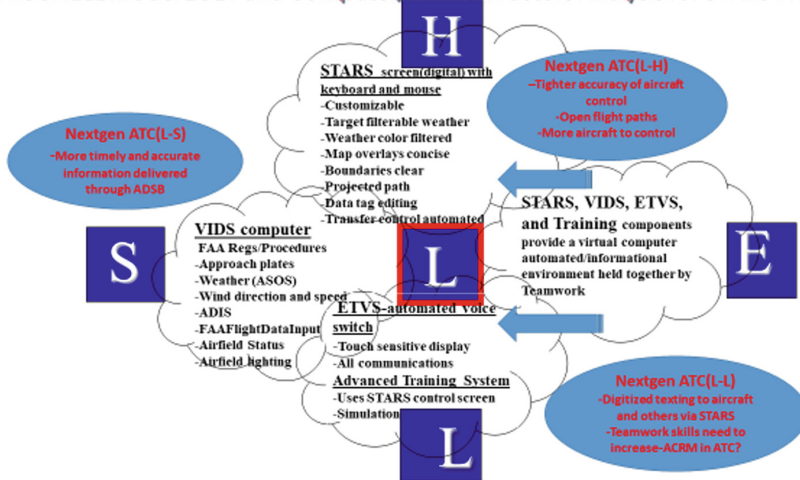 H
STARS screen(digital) with
keyboard and mouse
-Customizable
-Target filterable weather
-Weather color filtered
-Map overlays concise
-Boundaries clear
-Projected path
-Data tag editing
-Transfer control automated
Nextgen ATC(L-H)
-Tighter accuracy of aircraft
control
-Open flight paths
-More aircraft to control
Nextgen ATC(L-S)
-More timely and accurate
information delivered
through ADSB
S
VIDS computer
FAA Regs/Procedures
-Approach plates
-Weather (ASOS)
-Wind direction and speed
-ADIS
-FAAFlightDataInput
-Airfield Status
-Airfield lighting
L
STARS, VIDS, ETVS,
and Training components
provide a virtual computer
automated/informational
environment held together by
Teamwork
E
ETVS-automated voice
switch
-Touch sensitive display
-All communications
Advanced Training System
-Uses STARS control screen
-Simulation
L
Nextgen ATC(L-L)
-Digitized texting to aircraft
and others via STARS
-Teamwork skills need to
increase-ACRM in ATC?